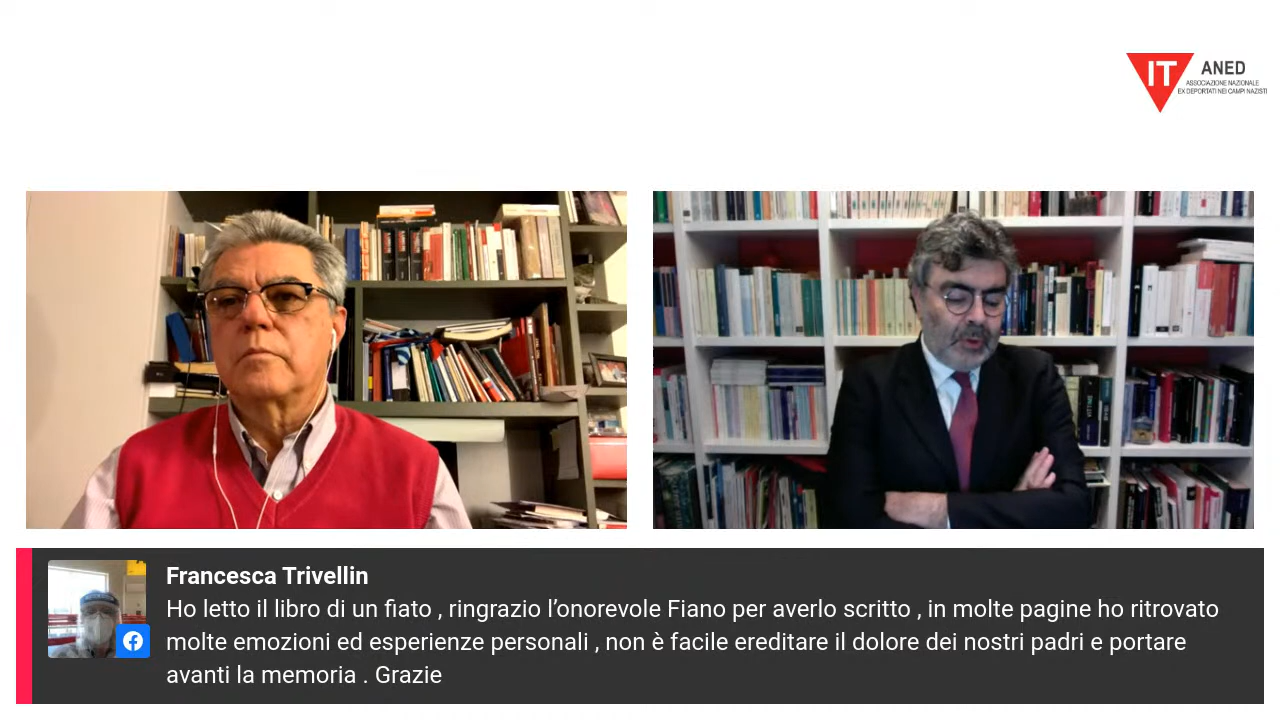 IT
ANED
ASSOCIAZIONE NAZIONALE
EX DEPORTATI NEI CAMPI NAZISTI
Francesca Trivellin
Ho letto il libro di un fiato , ringrazio l’onorevole Fiano per averlo scritto , in molte pagine ho ritrovato
molte emozioni ed esperienze personali , non è facile ereditare il dolore dei nostri padri e portare
avanti la memoria . Grazie